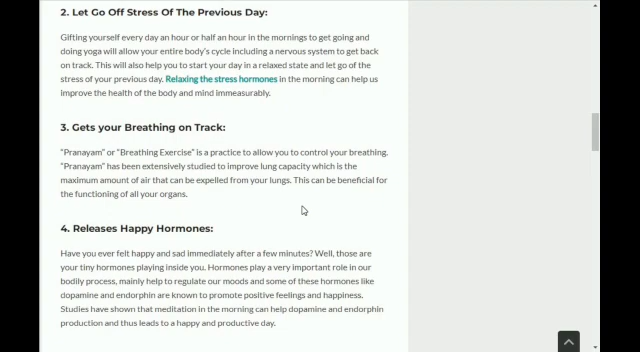 2. Let Go Off Stress Of The Previous Day:
Gifting yourself every day an hour or half an hour in the mornings to get going and
doing yoga will allow your entire body's cycle including a nervous system to get back
on track. This will also help you to start your day in a relaxed state and let go of the
stress of your previous day. Relaxing the stress hormones in the morning can help us
improve the health of the body and mind immeasurably.
3. Gets your Breathing on Track:
“Pranayam” or “Breathing Exercise” is a practice to allow you to control your breathing.
“Pranayam” has been extensively studied to improve lung capacity which is the
maximum amount of air that can be expelled from your lungs. This can be beneficial for
the functioning of all your organs.
4. Releases Happy Hormones:
Have you ever felt happy and sad immediately after a few minutes? Well, those are
your tiny hormones playing inside you. Hormones play a very important role in our
bodily process, mainly help to regulate our moods and some of these hormones like
dopamine and endorphin are known to promote positive feelings and happiness.
Studies have shown that meditation in the morning can help dopamine and endorphin
production and thus leads to a happy and productive day.